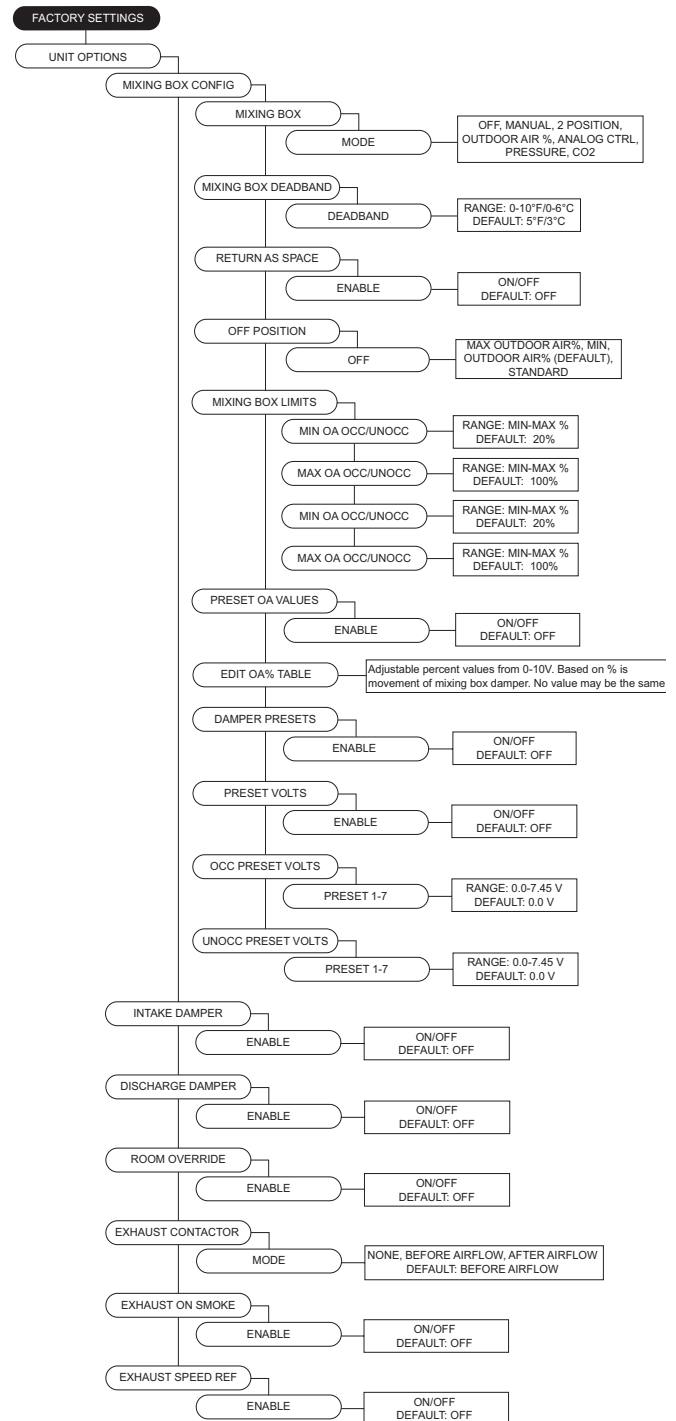 FACTORY SETTINGS
UNIT OPTIONS
MIXING BOX CONFIG
MIXING BOX
MODE
OFF, MANUAL, 2 POSITION,
OUTDOOR AIR %, ANALOG CTRL,
PRESSURE, CO2
MIXING BOX DEADBAND
DEADBAND
RANGE: 0-10°F/0-6°C
DEFAULT: 5°F/3°C
RETURN AS SPACE
ENABLE
ON/OFF
DEFAULT: OFF
OFF POSITION
OFF
MAX OUTDOOR AIR%, MIN,
OUTDOOR AIR% (DEFAULT),
STANDARD
MIXING BOX LIMITS
MIN OA OCC/UNOCC
RANGE: MIN-MAX %
DEFAULT: 20%
MAX OA OCC/UNOCC
RANGE: MIN-MAX %
DEFAULT: 100%
MIN OA OCC/UNOCC
RANGE: MIN-MAX %
DEFAULT: 20%
MAX OA OCC/UNOCC
RANGE: MIN-MAX %
DEFAULT: 100%
PRESET OA VALUES
ENABLE
ON/OFF
DEFAULT: OFF
EDIT OA% TABLE
Adjustable percent values from 0-10V. Based on % is
movement of mixing box damper. No value may be the same
DAMPER PRESETS
ENABLE
ON/OFF
DEFAULT: OFF
PRESET VOLTS
ENABLE
ON/OFF
DEFAULT: OFF
OCC PRESET VOLTS
PRESET 1-7
RANGE: 0.0-7.45 V
DEFAULT: 0.0 V
UNOCC PRESET VOLTS
PRESET 1-7
RANGE: 0.0-7.45 V
DEFAULT: 0.0 V
INTAKE DAMPER
ENABLE
ON/OFF
DEFAULT: OFF
DISCHARGE DAMPER
ENABLE
ON/OFF
DEFAULT: OFF
ROOM OVERRIDE
ENABLE
ON/OFF
DEFAULT: OFF
EXHAUST CONTACTOR
MODE
NONE, BEFORE AIRFLOW, AFTER AIRFLOW
DEFAULT: BEFORE AIRFLOW
EXHAUST ON SMOKE
ENABLE
ON/OFF
DEFAULT: OFF
EXHAUST SPEED REF
ENABLE
ON/OFF
DEFAULT: OFF